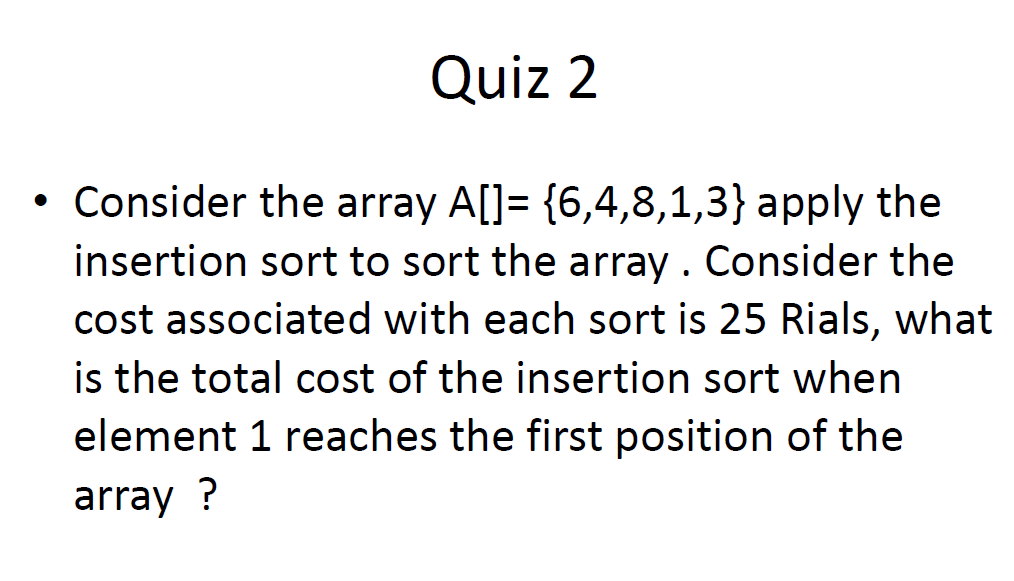 Quiz 2
• Consider the array A[]= {6,4,8,1,3} apply the
insertion sort to sort the array . Consider the
cost associated with each sort is 25 Rials, what
is the total cost of the insertion sort when
element 1 reaches the first position of the
array  ?